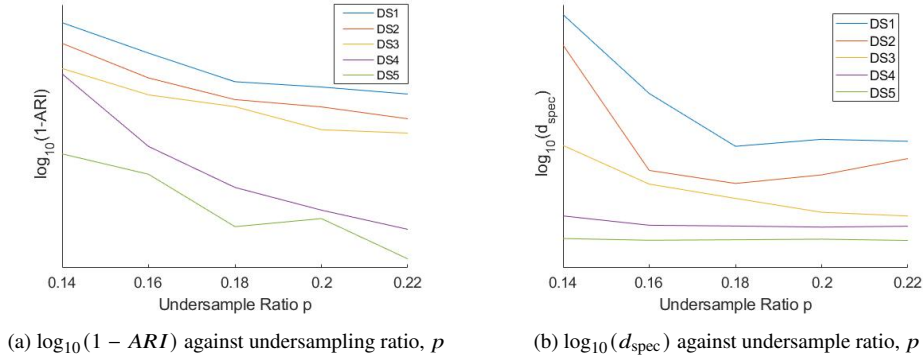 DS1
DS2
DS3
DS4
DS5
log10(1-ARI)
0.14 0.16 0.18 0.2 0.22
Undersample Ratio p
(a) log10(1 − ARI) against undersampling ratio, p
DS1
DS2
DS3
DS4
DS5
log10(dspec)
0.14 0.16 0.18 0.2 0.22
Undersample Ratio p
(b) log10(dspec) against undersample ratio, p